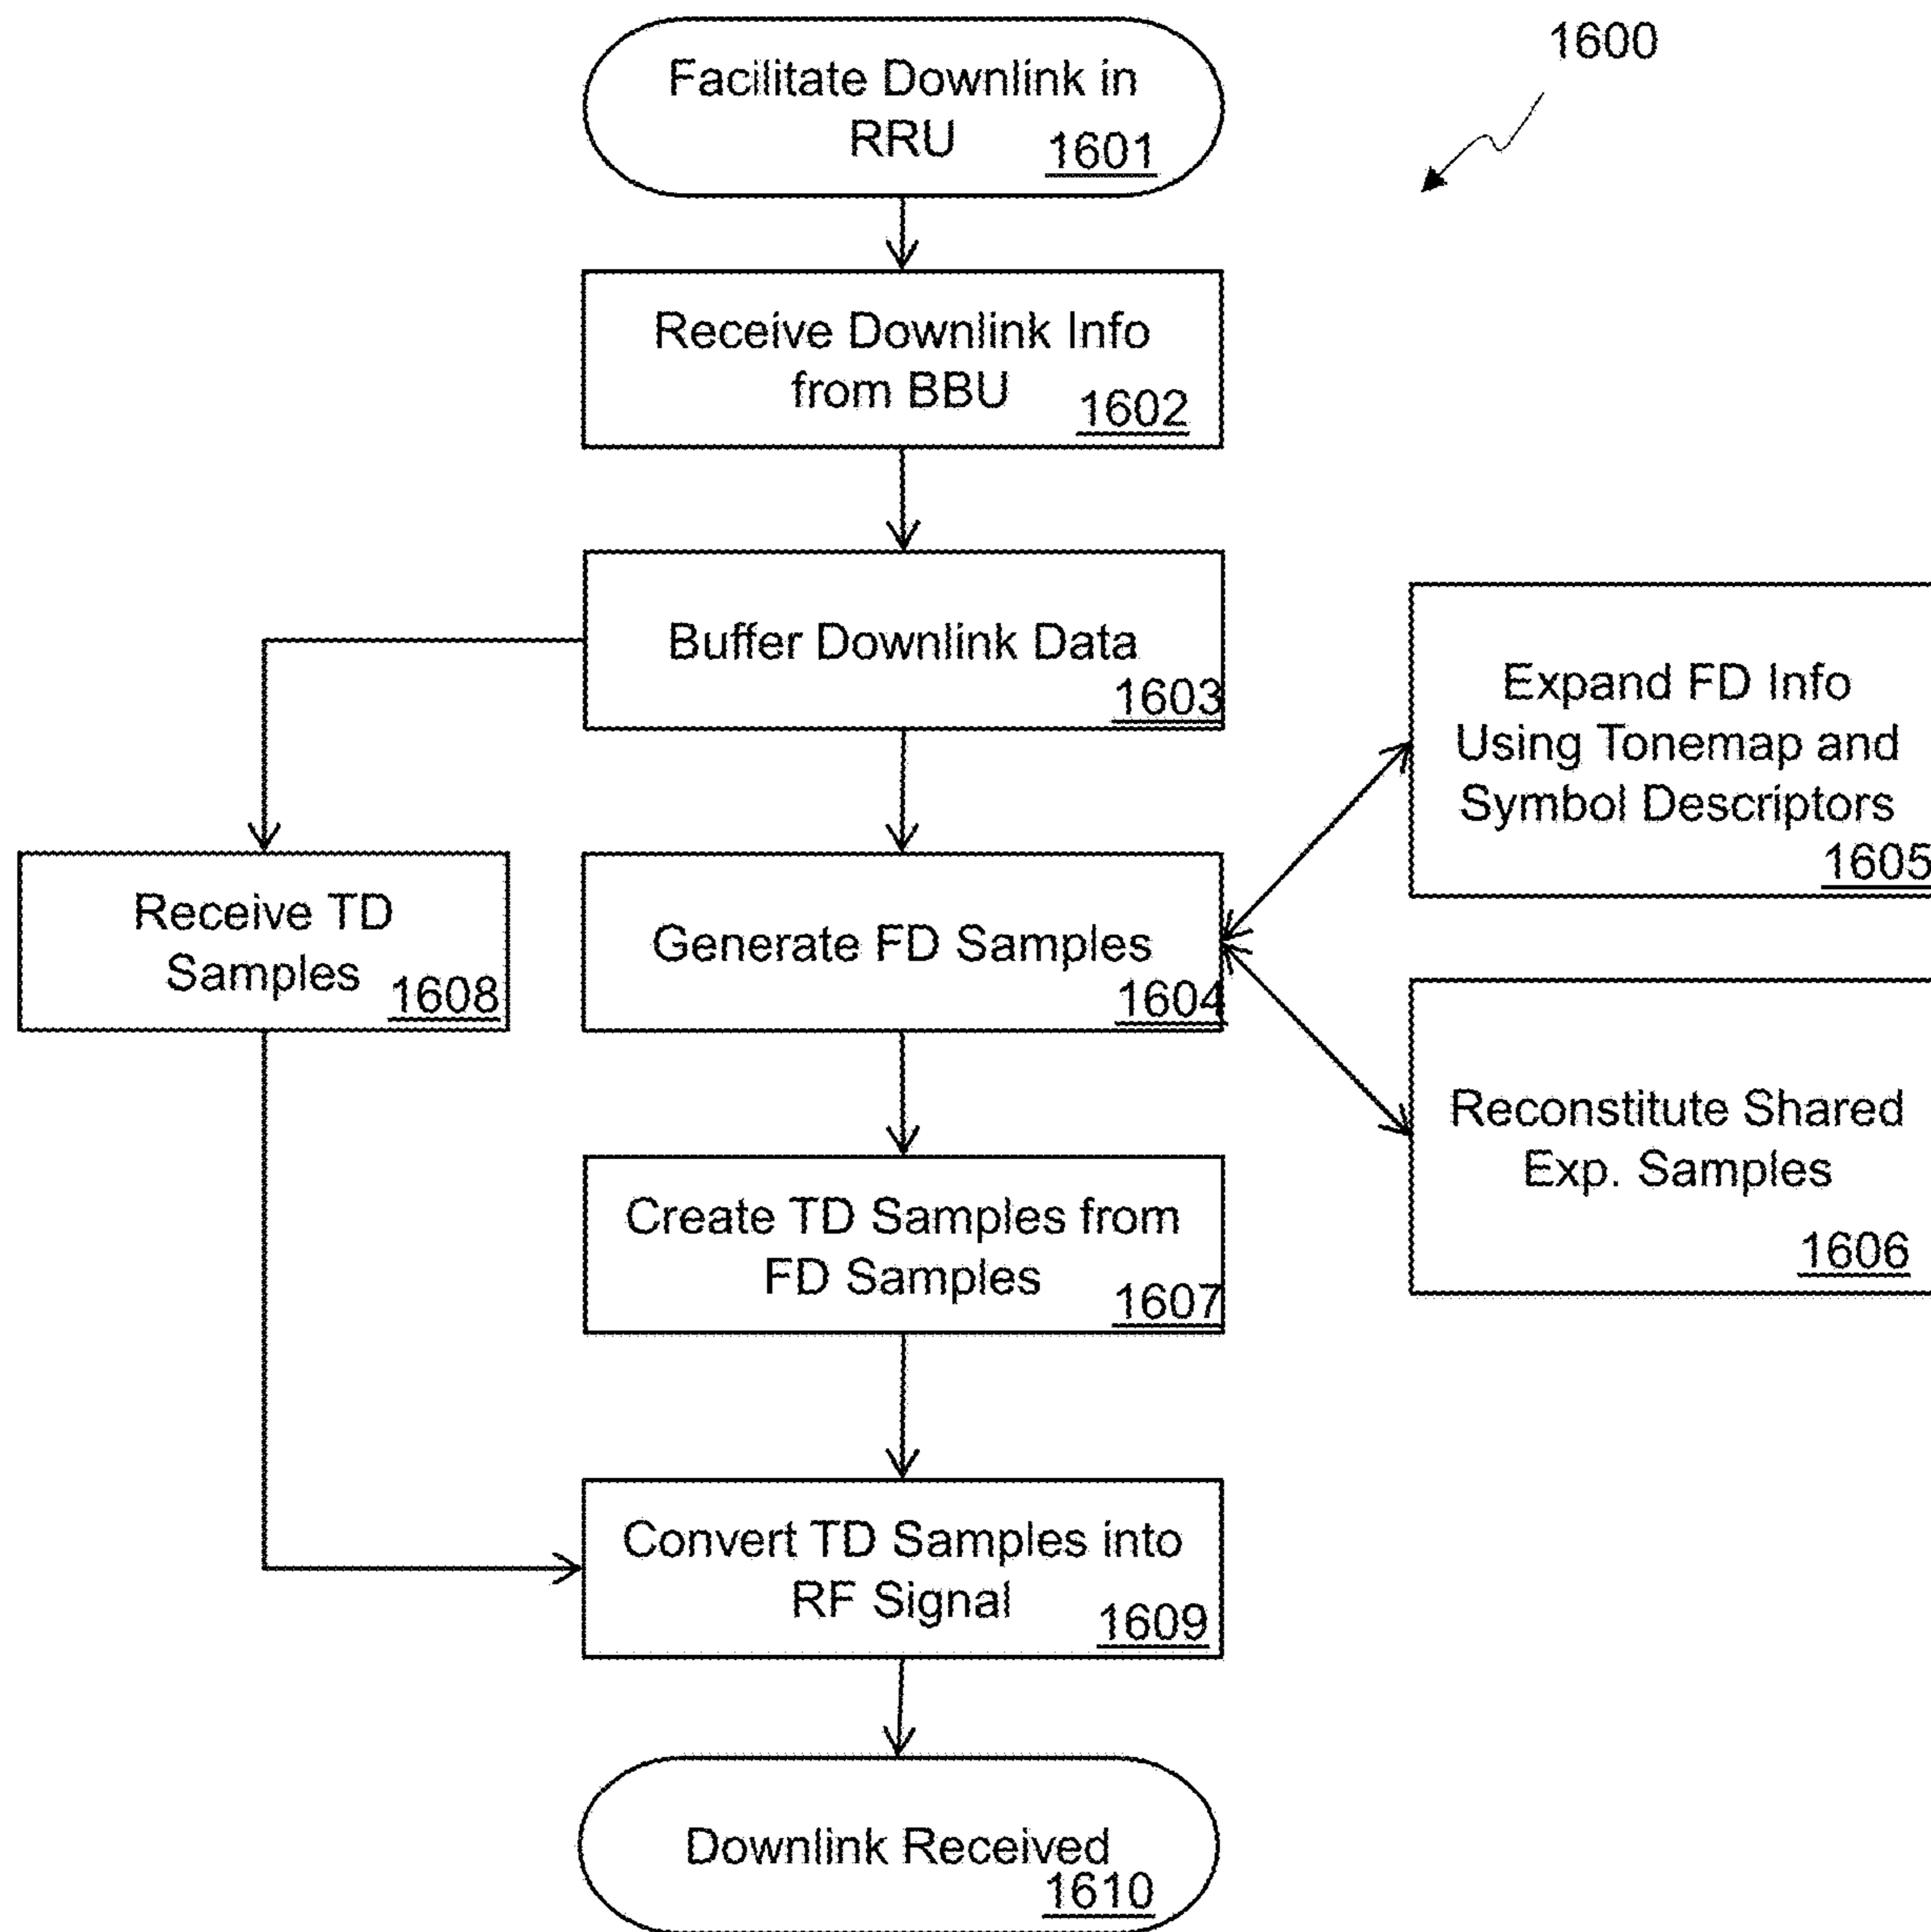 1600
Facilitate Downlink in
RRU 1601
Receive Downlink Info
from BBU 1602
Buffer Downlink Data
1603
Expand FD Info
Using Tonemap and
Symbol Descriptors
1605
Receive TD
Samples 1608
Generate FD Samples
1604
Reconstitute Shared
Exp. Samples
1606
Create TD Samples from
FD Samples 1607
Convert TD Samples into
RF Signal 1609
Downlink Received
1610